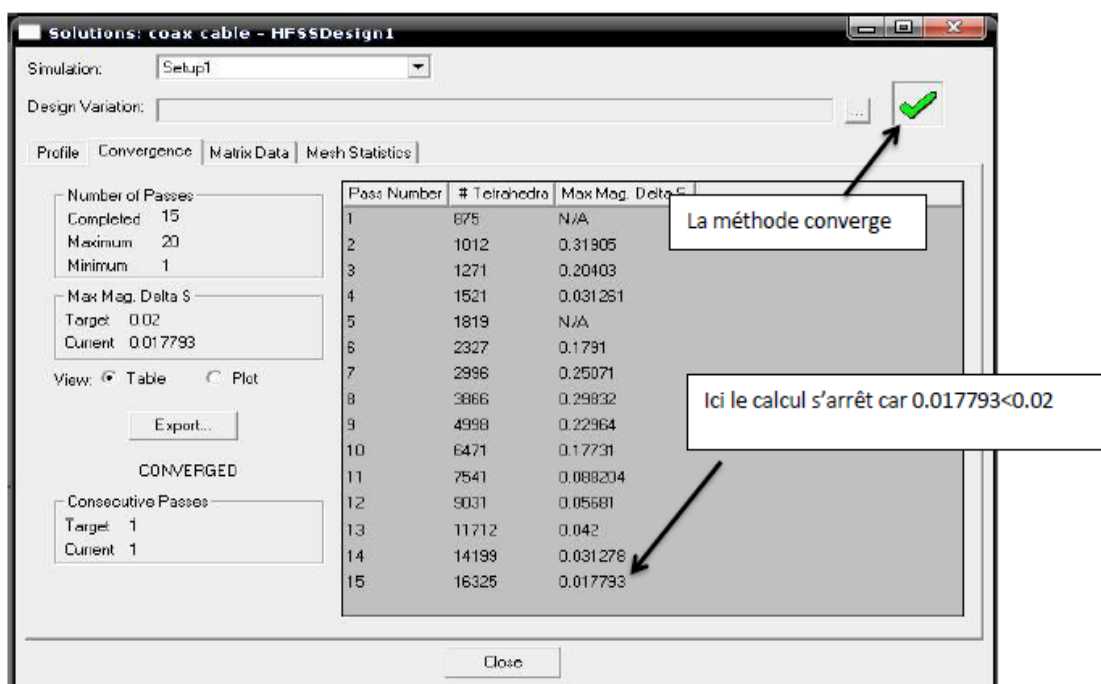 Solutions: coax cable - HFSSDesign1
Simulation: Setup1
Design Variation: ...
Profile Convergence Matrix Data Mesh Statistics
Number of Passes
Completed 15
Maximum 20
Minimum 1
Max Mag. Delta S
Target 0.02
Current 0.017793
View: Table Plot
Export...
CONVERGED
Consecutive Passes
Target 1
Current 1
Pass Number # Tetrahedra Max Mag. Delta S
1 875 N/A
2 1012 0.31905
3 1271 0.20403
4 1521 0.031261
5 1819 N/A
6 2327 0.1791
7 2996 0.25071
8 3866 0.29832
9 4998 0.22964
10 6471 0.17731
11 7541 0.088204
12 9031 0.05681
13 11712 0.042
14 14199 0.031278
15 16325 0.017793
La méthode converge
Ici le calcul s’arrêt car 0.017793<0.02
Close